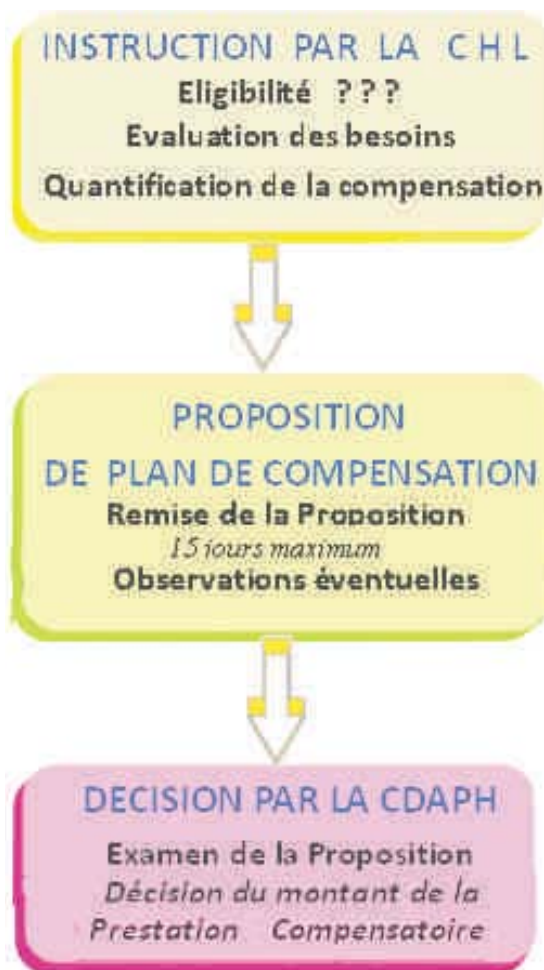 INSTRUCTION PAR LA C H L
Eligibilité ? ? ?
Evaluation des besoins
Quantification de la compensation
PROPOSITION
DE PLAN DE COMPENSATION
Remise de la Proposition
15 jours maximum
Observations éventuelles
DECISION PAR LA CDAPH
Examen de la Proposition
Décision du montant de la
Prestation Compensatoire